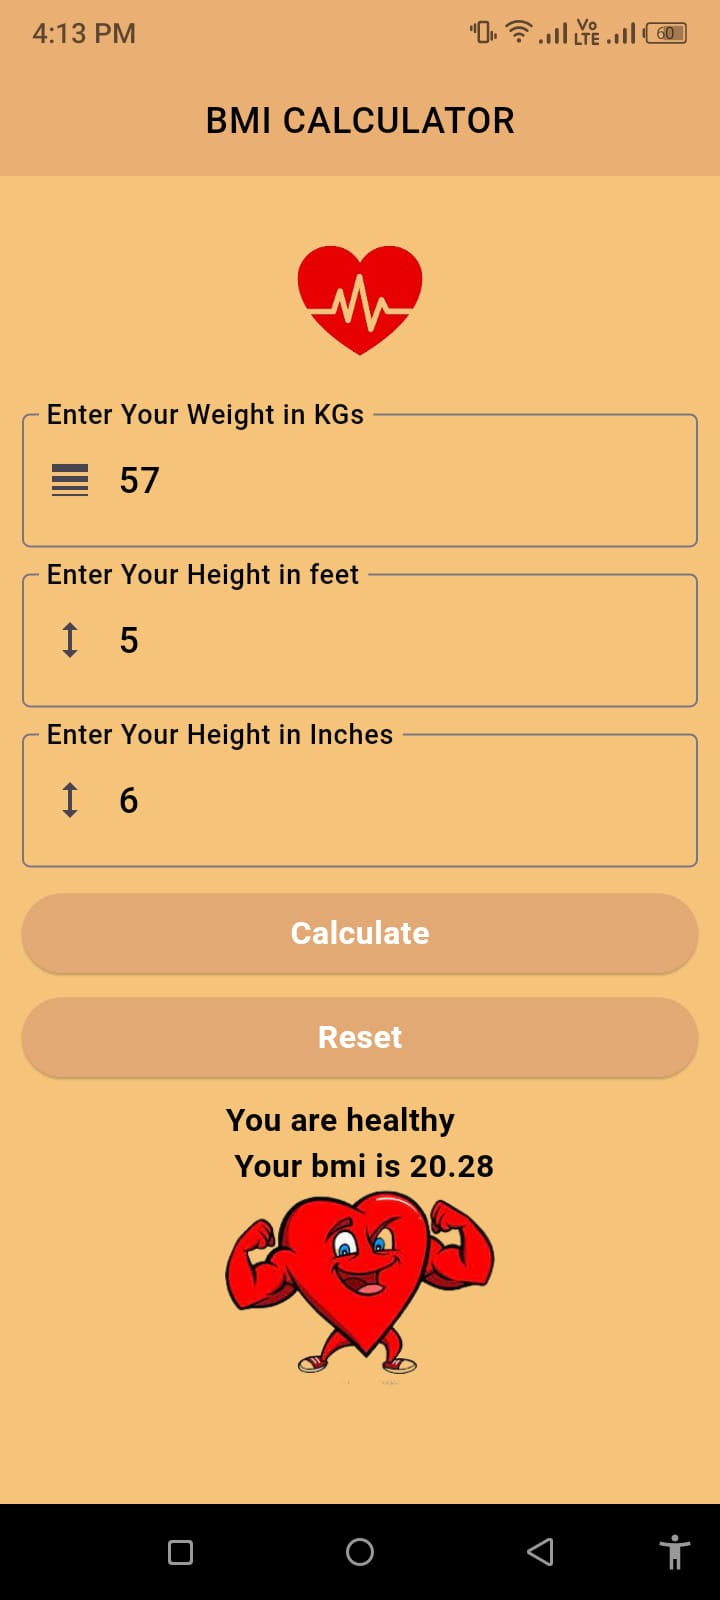 4:13 PM
Vo
LTE
60
BMI CALCULATOR
Enter Your Weight in KGs
57
Enter Your Height in feet
5
Enter Your Height in Inches
6
Calculate
Reset
You are healthy
Your bmi is 20.28